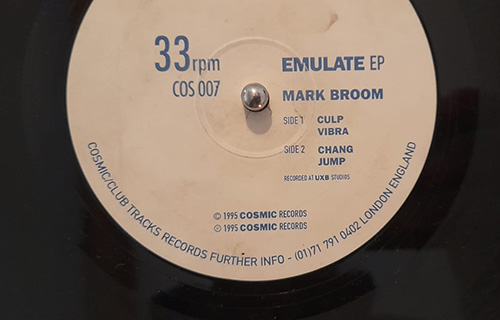 33rpm
COS 007
EMULATE EP
MARK BROOM
SIDE 1 CULP
VIBRA
SIDE 2 CHANG
JUMP
RECORDED AT UXB STUDIOS
© 1995 COSMIC RECORDS
℗ 1995 COSMIC RECORDS
COSMIC/CLUB TRACKS RECORDS FURTHER INFO - (01)71 791 0402 LONDON ENGLAND